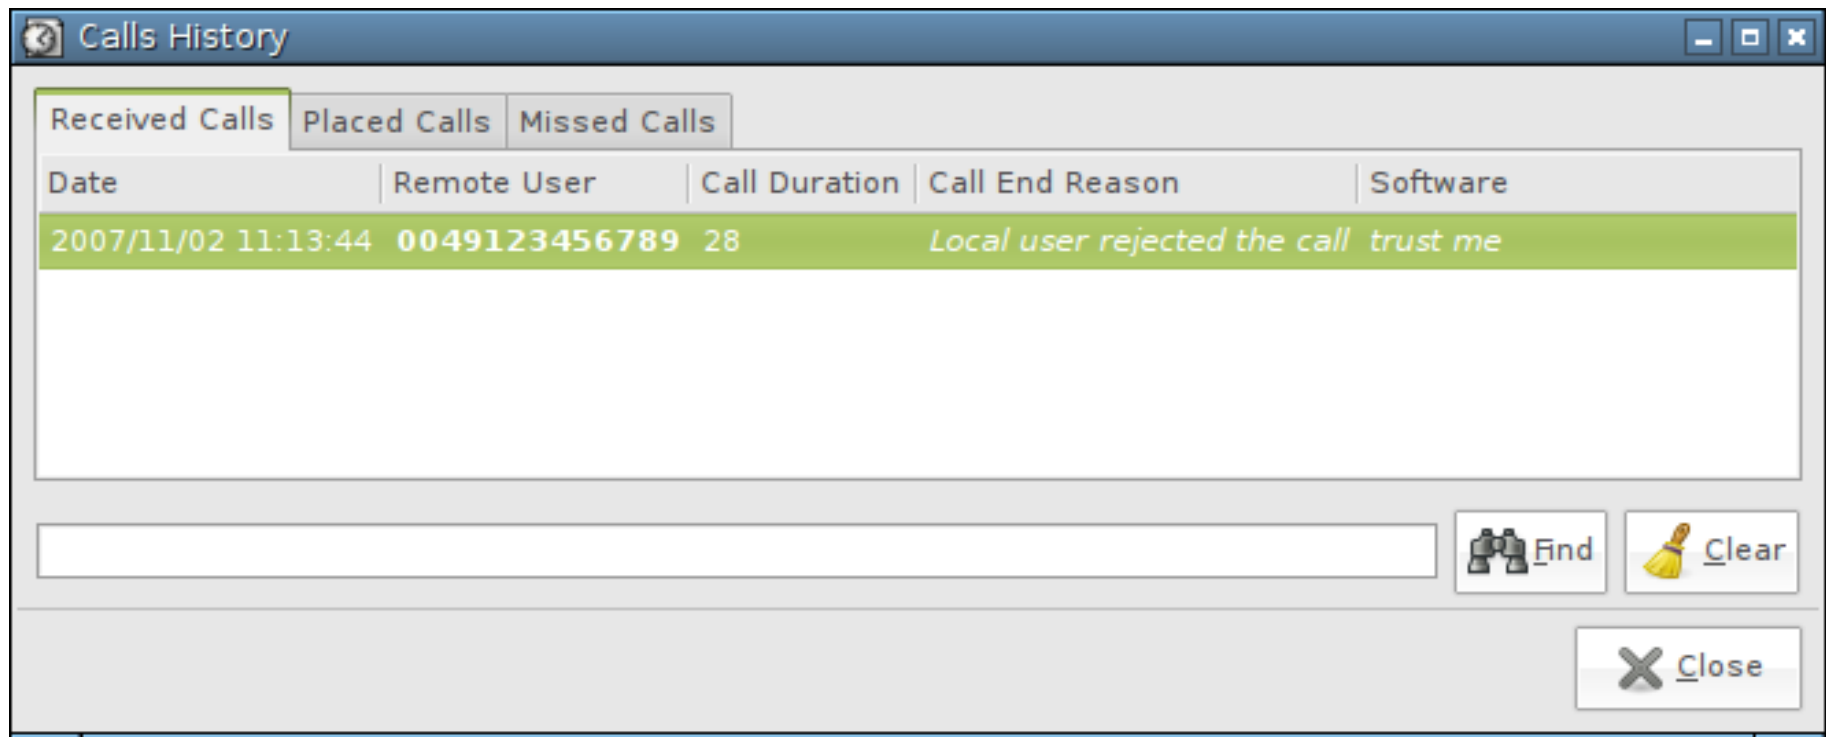 Calls History
Received Calls Placed Calls Missed Calls
Date Remote User Call Duration Call End Reason Software
2007/11/02 11:13:44 0049123456789 28 Local user rejected the call trust me
Find Clear
Close